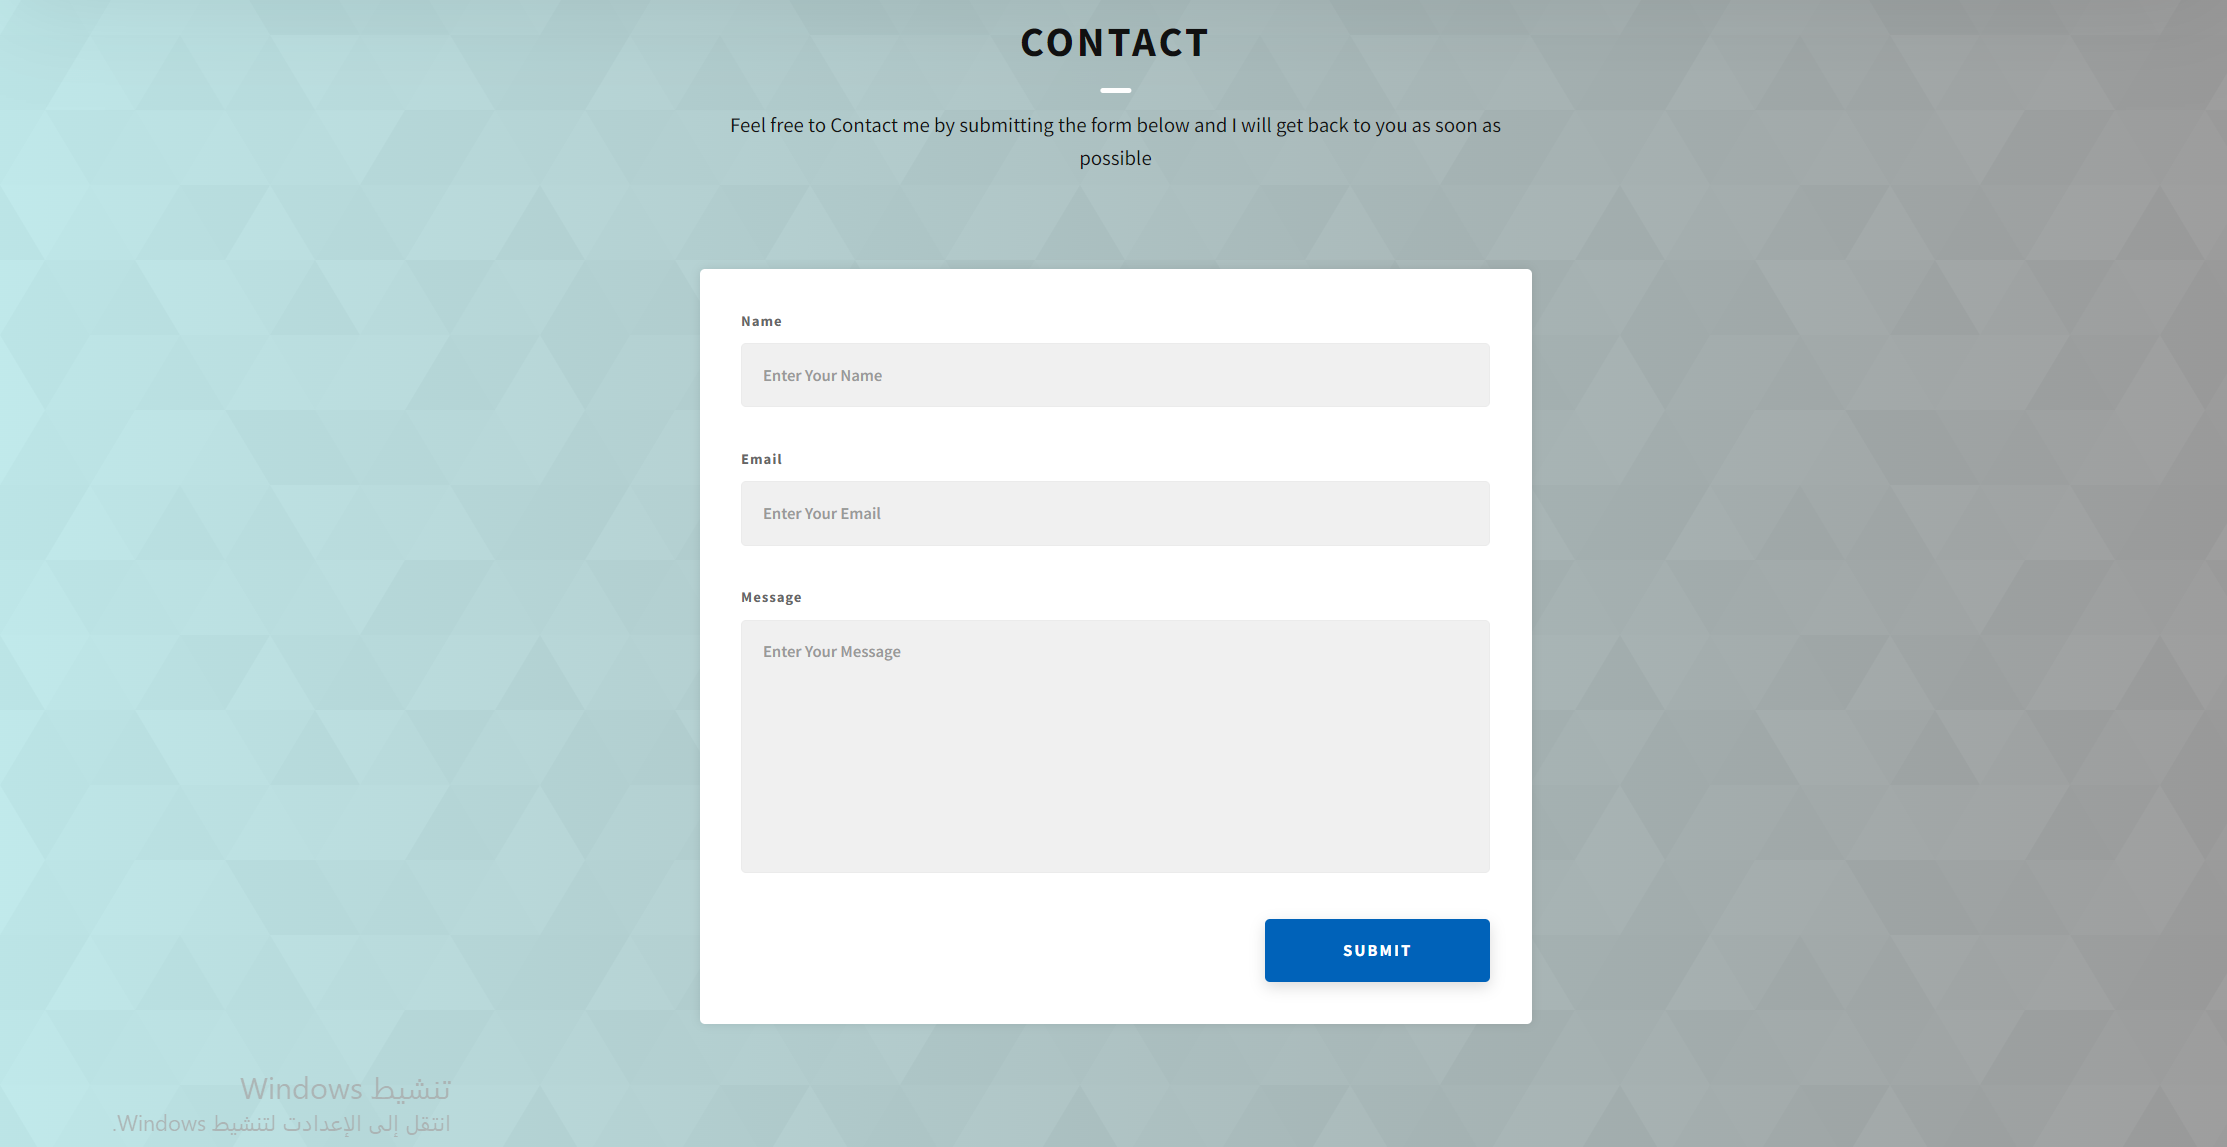 CONTACT
Feel free to Contact me by submitting the form below and I will get back to you as soon as
possible
Name
Enter Your Name
Email
Enter Your Email
Message
Enter Your Message
SUBMIT
تنشيط Windows
انتقل إلى الإعدادت لتنشيط Windows.